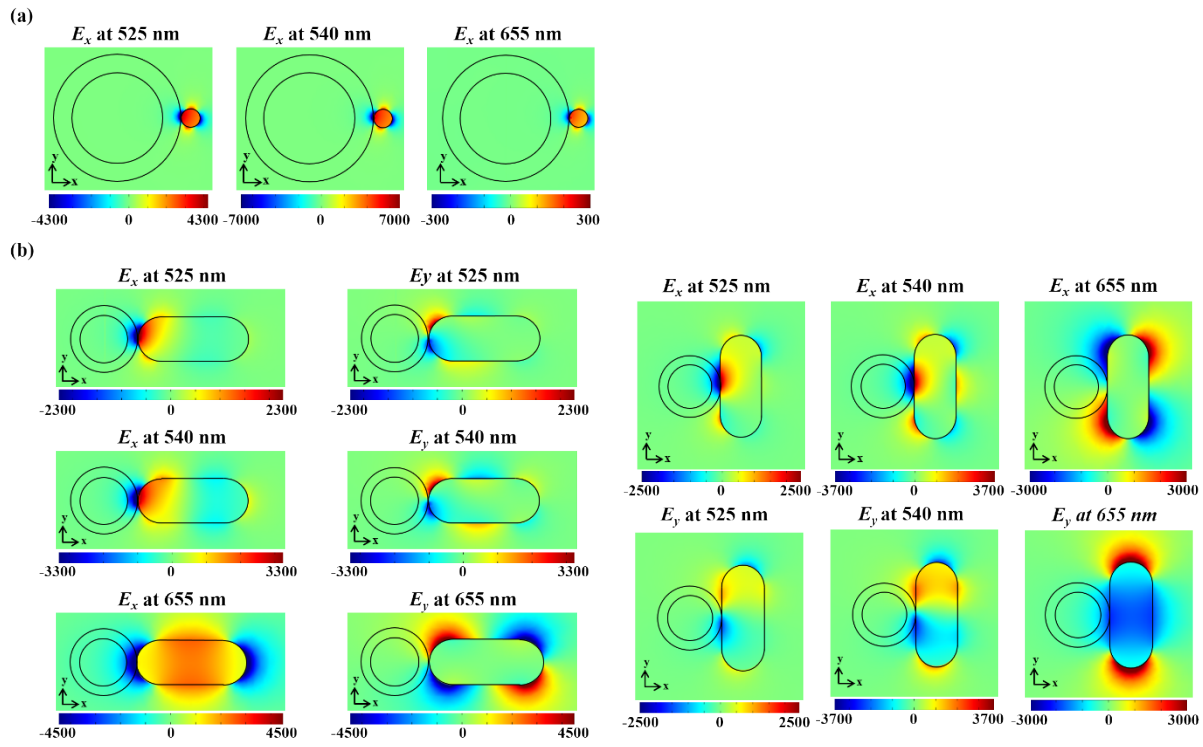 (a)
Ex at 525 nm Ex at 540 nm Ex at 655 nm
y x y x y x
-4300 0 4300 -7000 0 7000 -300 0 300
(b)
Ex at 525 nm Ey at 525 nm
y x y x
-2300 0 2300 -2300 0 2300
Ex at 540 nm Ey at 540 nm
y x y x
-3300 0 3300 -3300 0 3300
Ex at 655 nm Ey at 655 nm
y x y x
-4500 0 4500 -4500 0 4500
Ex at 525 nm Ex at 540 nm Ex at 655 nm
y x y x y x
-2500 0 2500 -3700 0 3700 -3000 0 3000
Ey at 525 nm Ey at 540 nm Ey at 655 nm
y x y x y x
-2500 0 2500 -3700 0 3700 -3000 0 3000